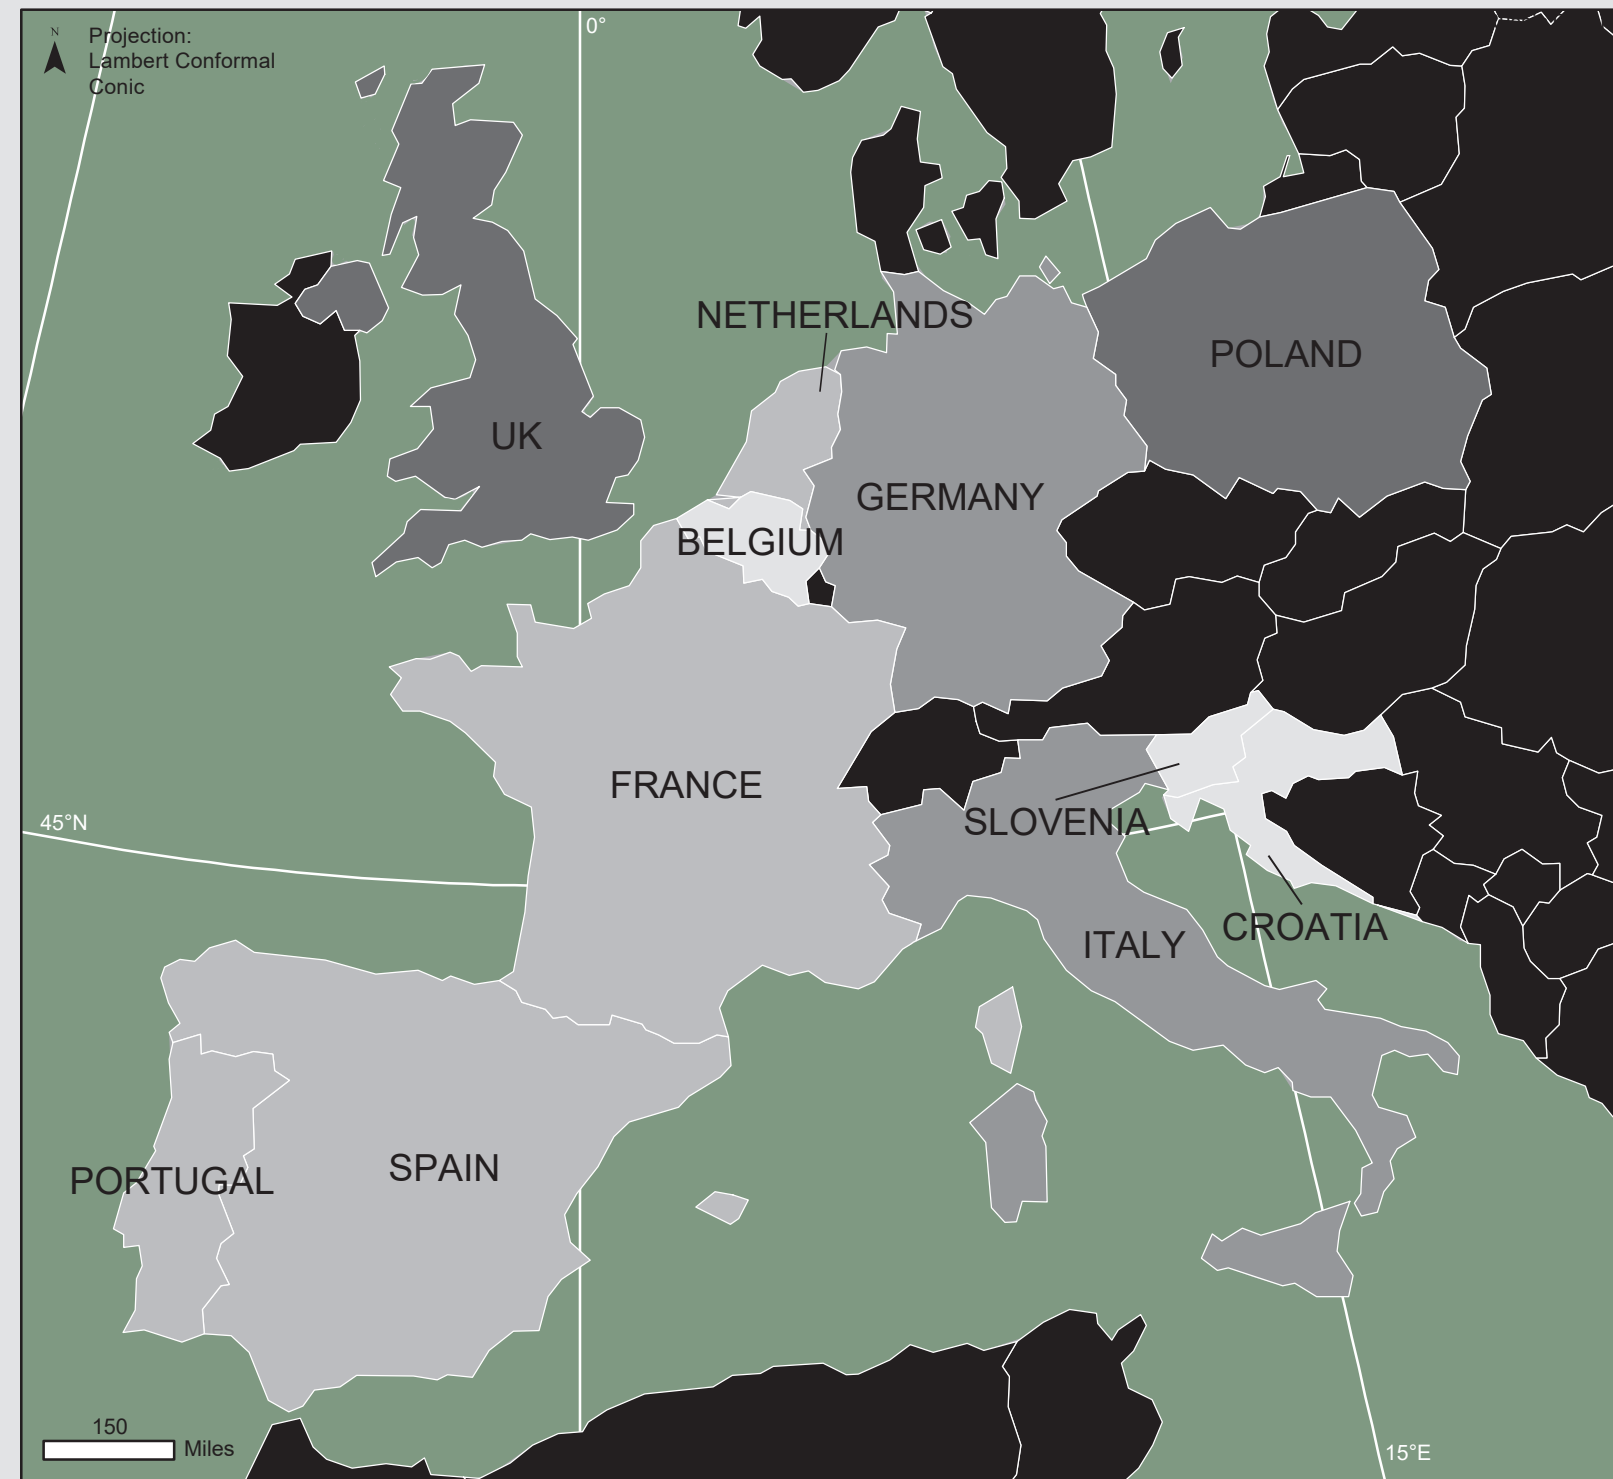 N
Projection:
Lambert Conformal
Conic
0°
NETHERLANDS
POLAND
UK
GERMANY
BELGIUM
FRANCE
45°N
SLOVENIA
CROATIA
ITALY
PORTUGAL
SPAIN
150
Miles
15°E